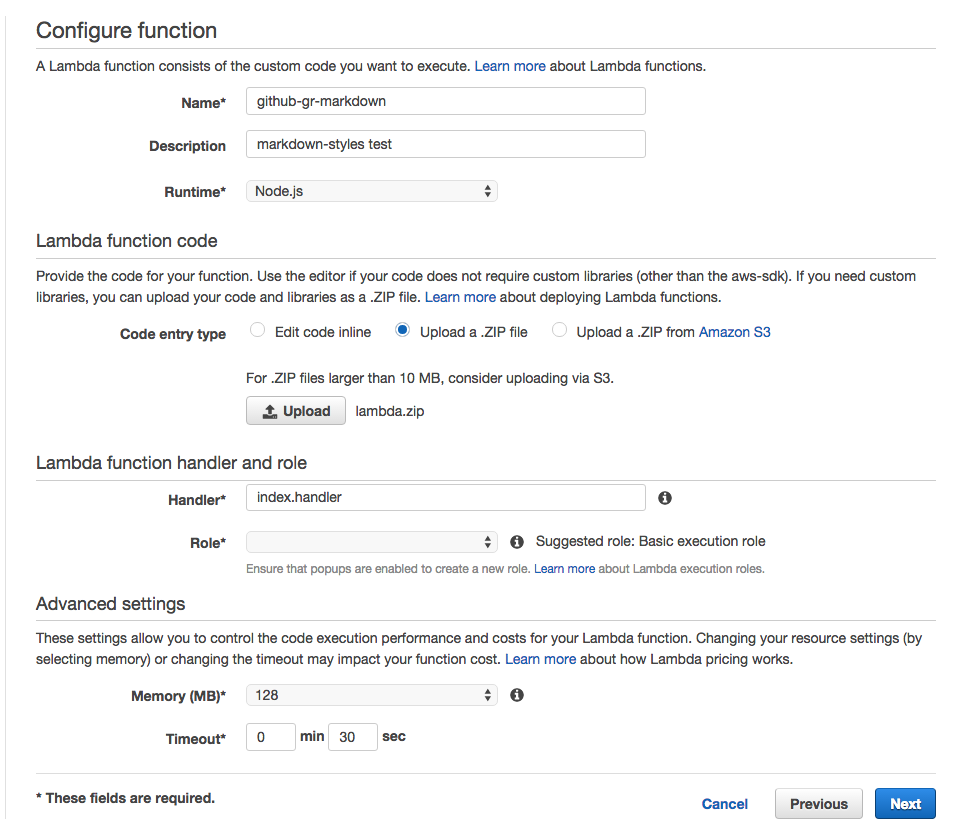 Configure function
A Lambda function consists of the custom code you want to execute. Learn more about Lambda functions.
Name* github-gr-markdown
Description markdown-styles test
Runtime* Node.js
Lambda function code
Provide the code for your function. Use the editor if your code does not require custom libraries (other than the aws-sdk). If you need custom
libraries, you can upload your code and libraries as a .ZIP file. Learn more about deploying Lambda functions.
Code entry type Edit code inline Upload a .ZIP file Upload a .ZIP from Amazon S3
For .ZIP files larger than 10 MB, consider uploading via S3.
Upload lambda.zip
Lambda function handler and role
Handler* index.handler
Role* Suggested role: Basic execution role
Ensure that popups are enabled to create a new role. Learn more about Lambda execution roles.
Advanced settings
These settings allow you to control the code execution performance and costs for your Lambda function. Changing your resource settings (by
selecting memory) or changing the timeout may impact your function cost. Learn more about how Lambda pricing works.
Memory (MB)* 128
Timeout* 0 min 30 sec
* These fields are required.
Cancel Previous Next